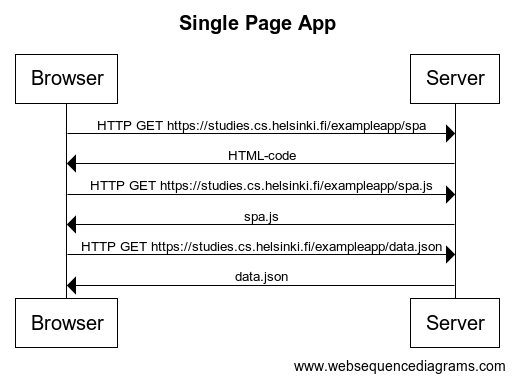 Single Page App
Browser
Server
HTTP GET https://studies.cs.helsinki.fi/exampleapp/spa
HTML-code
HTTP GET https://studies.cs.helsinki.fi/exampleapp/spa.js
spa.js
HTTP GET https://studies.cs.helsinki.fi/exampleapp/data.json
data.json
Browser
Server
www.websequencediagrams.com